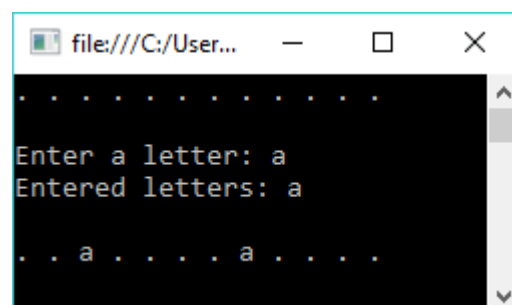 file:///C:/User...
. . . . . . . . . . . .
Enter a letter: a
Entered letters: a
. . a . . . . a . . . .